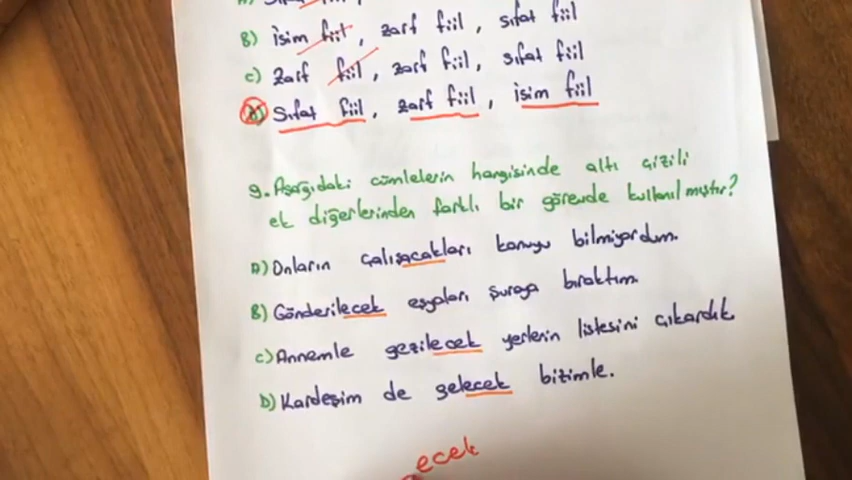 B) İsim fiil, zarf fiil, sıfat fiil
C) Zarf fiil, zarf fiil, sıfat fiil
D) Sıfat fiil, zarf fiil, isim fiil
9. Aşağıdaki cümlelerin hangisinde altı çizili
ek diğerlerinden farklı bir görevde kullanılmıştır?
A) Onların çalışacakları konuyu bilmiyordum.
B) Gönderilecek eşyaları şuraya bıraktım.
C) Annemle gezilecek yerlerin listesini çıkardık
D) Kardeşim de gelecek bizimle.
ecek